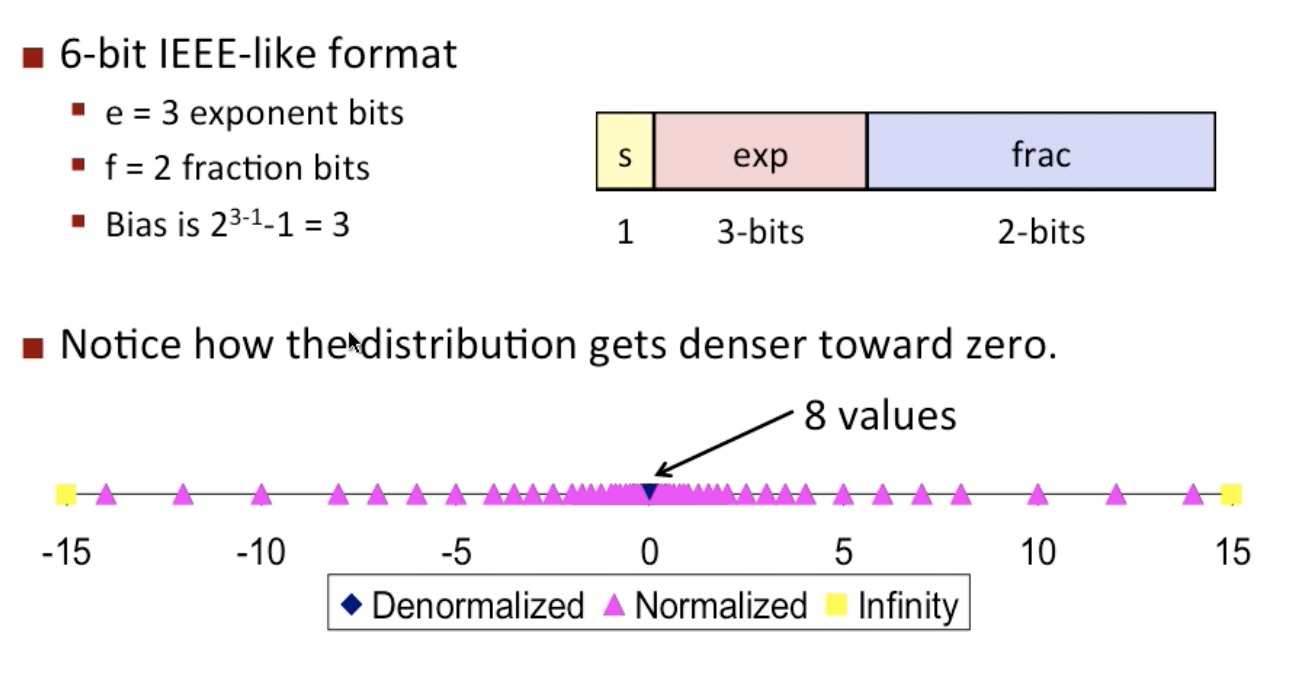 ■ 6-bit IEEE-like format
▪ e = 3 exponent bits
▪ f = 2 fraction bits
▪ Bias is 2³⁻¹-1 = 3
s exp frac
1 3-bits 2-bits
■ Notice how the distribution gets denser toward zero.
8 values
-15 -10 -5 0 5 10 15
Denormalized Normalized Infinity